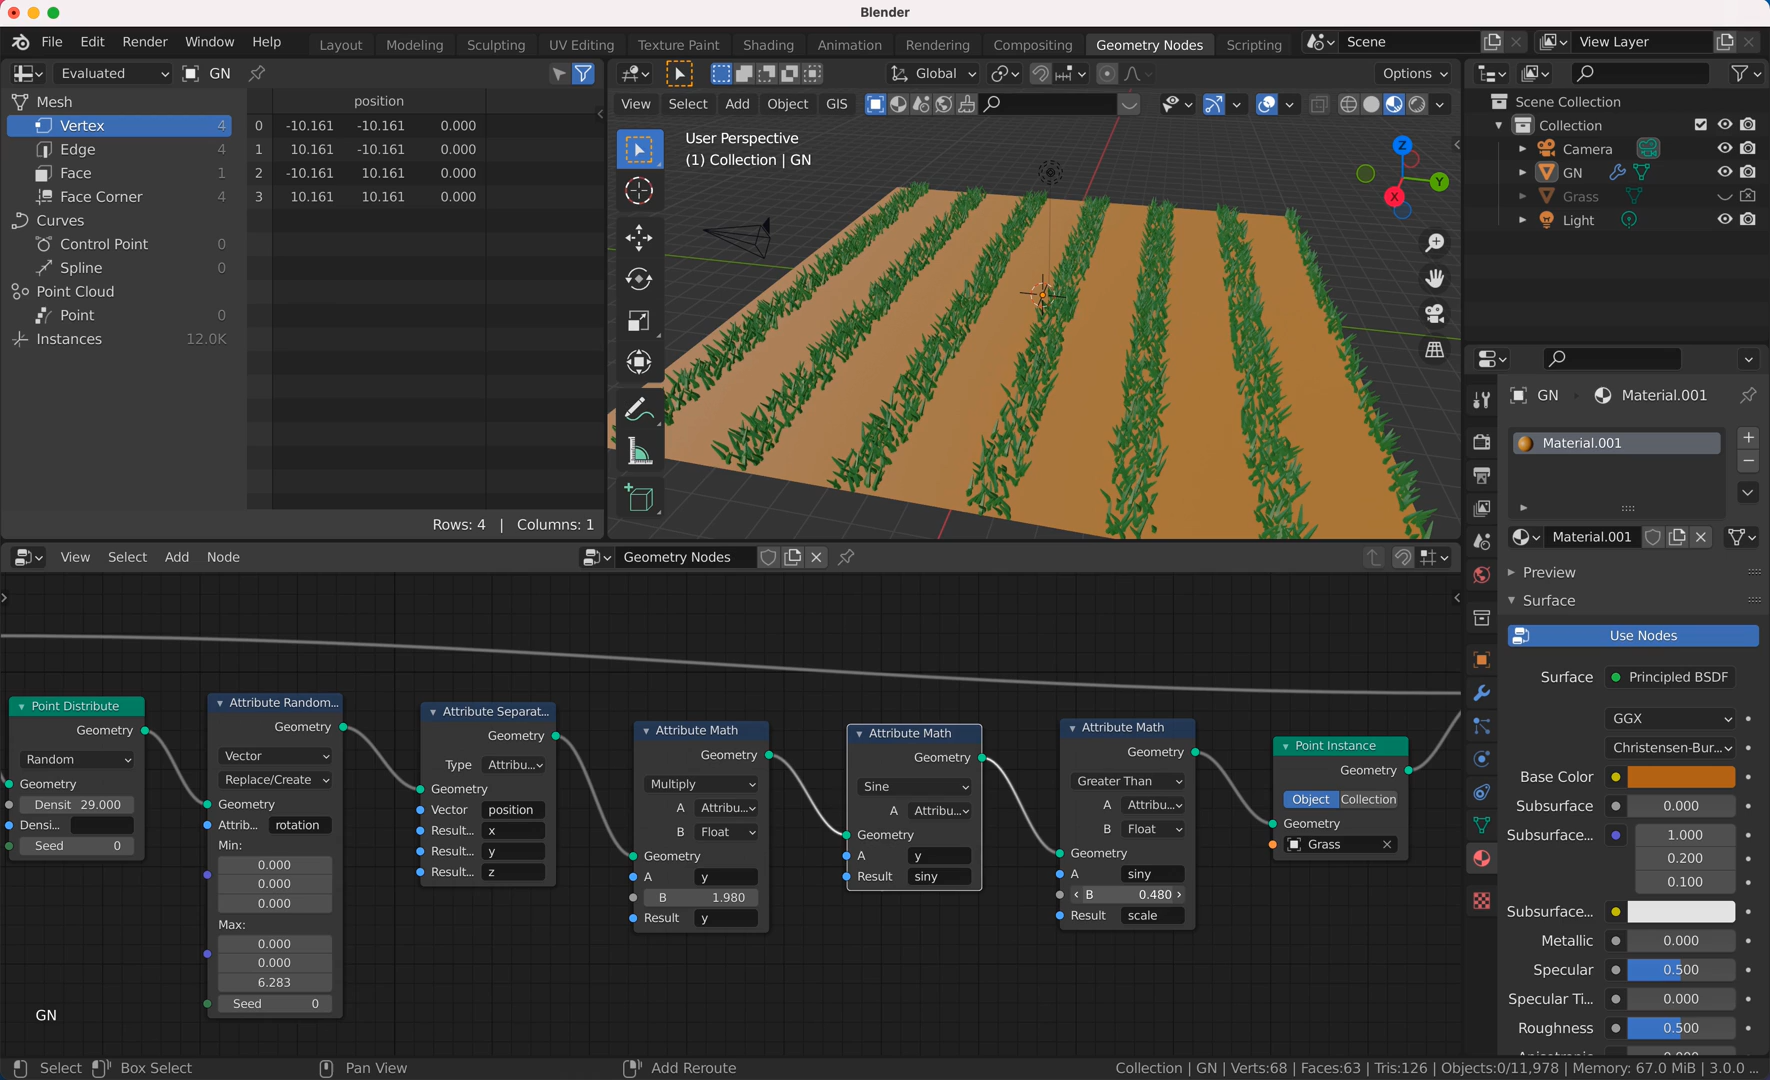 Blender
File Edit Render Window Help Layout Modeling Sculpting UV Editing Texture Paint Shading Animation Rendering Compositing Geometry Nodes Scripting Scene View Layer
Evaluated GN
Mesh
Vertex 4
Edge 4
Face 1
Face Corner 4
Curves
Control Point 0
Spline 0
Point Cloud
Point 0
Instances 12.0K
position
0 -10.161 -10.161 0.000
1 10.161 -10.161 0.000
2 -10.161 10.161 0.000
3 10.161 10.161 0.000
Rows: 4 | Columns: 1
Global Options
View Select Add Object GIS
User Perspective
(1) Collection | GN
Z
Y
X
Scene Collection
Collection
Camera
GN
Grass
Light
GN Material.001
Material.001
Material.001
Preview
Surface
Use Nodes
Surface Principled BSDF
GGX
Christensen-Bur...
Base Color
Subsurface 0.000
Subsurface... 1.000
0.200
0.100
Subsurface...
Metallic 0.000
Specular 0.500
Specular Ti... 0.000
Roughness 0.500
View Select Add Node Geometry Nodes
Point Distribute
Geometry
Random
Geometry
Densit 29.000
Densi...
Seed 0
Attribute Random...
Geometry
Vector
Replace/Create
Geometry
Attrib... rotation
Min:
0.000
0.000
0.000
Max:
0.000
0.000
6.283
Seed 0
Attribute Separat...
Geometry
Type Attribu...
Geometry
Vector position
Result... x
Result... y
Result... z
Attribute Math
Geometry
Multiply
A Attribu...
B Float
Geometry
A y
B 1.980
Result y
Attribute Math
Geometry
Sine
A Attribu...
Geometry
A y
Result siny
Attribute Math
Geometry
Greater Than
A Attribu...
B Float
Geometry
A siny
B 0.480
Result scale
Point Instance
Geometry
Object Collection
Geometry
Grass
GN
Select Box Select Pan View Add Reroute Collection | GN | Verts:68 | Faces:63 | Tris:126 | Objects:0/11,978 | Memory: 67.0 MiB | 3.0.0 ...